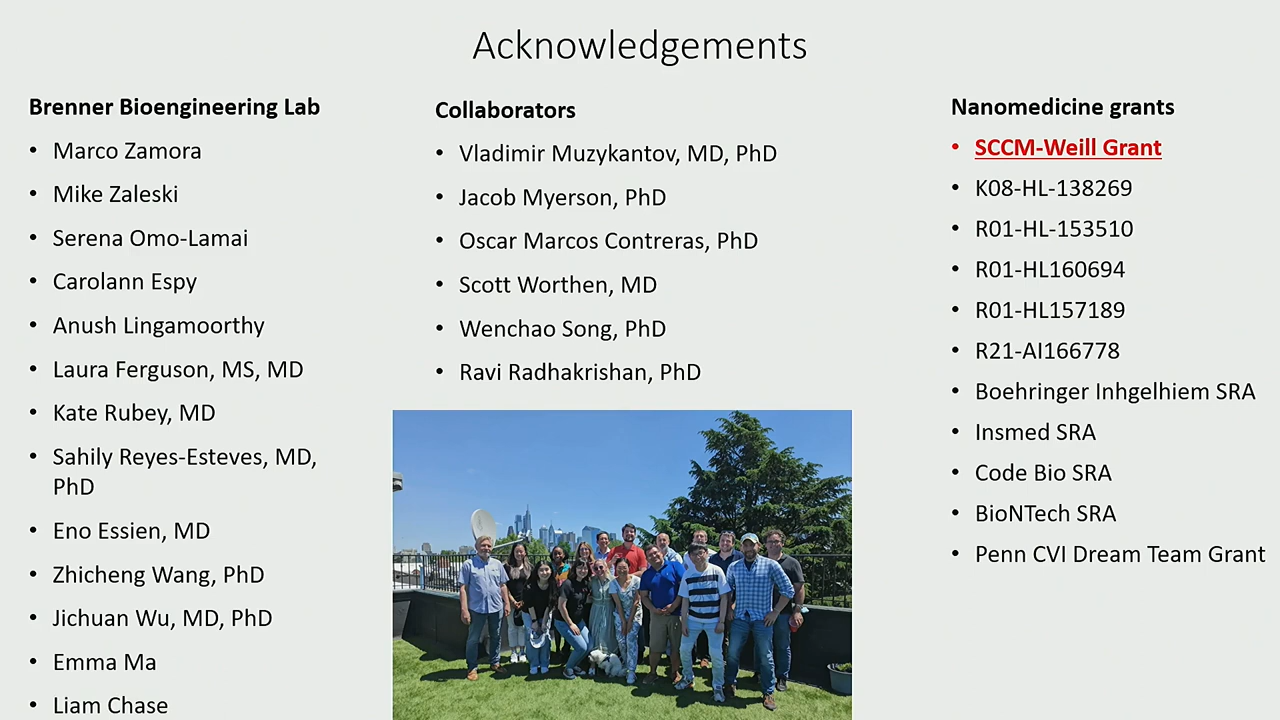 Acknowledgements
Brenner Bioengineering Lab
• Marco Zamora
• Mike Zaleski
• Serena Omo-Lamai
• Carolann Espy
• Anush Lingamoorthy
• Laura Ferguson, MS, MD
• Kate Rubey, MD
• Sahily Reyes-Esteves, MD,
PhD
• Eno Essien, MD
• Zhicheng Wang, PhD
• Jichuan Wu, MD, PhD
• Emma Ma
• Liam Chase
Collaborators
• Vladimir Muzykantov, MD, PhD
• Jacob Myerson, PhD
• Oscar Marcos Contreras, PhD
• Scott Worthen, MD
• Wenchao Song, PhD
• Ravi Radhakrishan, PhD
Nanomedicine grants
• SCCM-Weill Grant
• K08-HL-138269
• R01-HL-153510
• R01-HL160694
• R01-HL157189
• R21-AI166778
• Boehringer Inhgelhiem SRA
• Insmed SRA
• Code Bio SRA
• BioNTech SRA
• Penn CVI Dream Team Grant